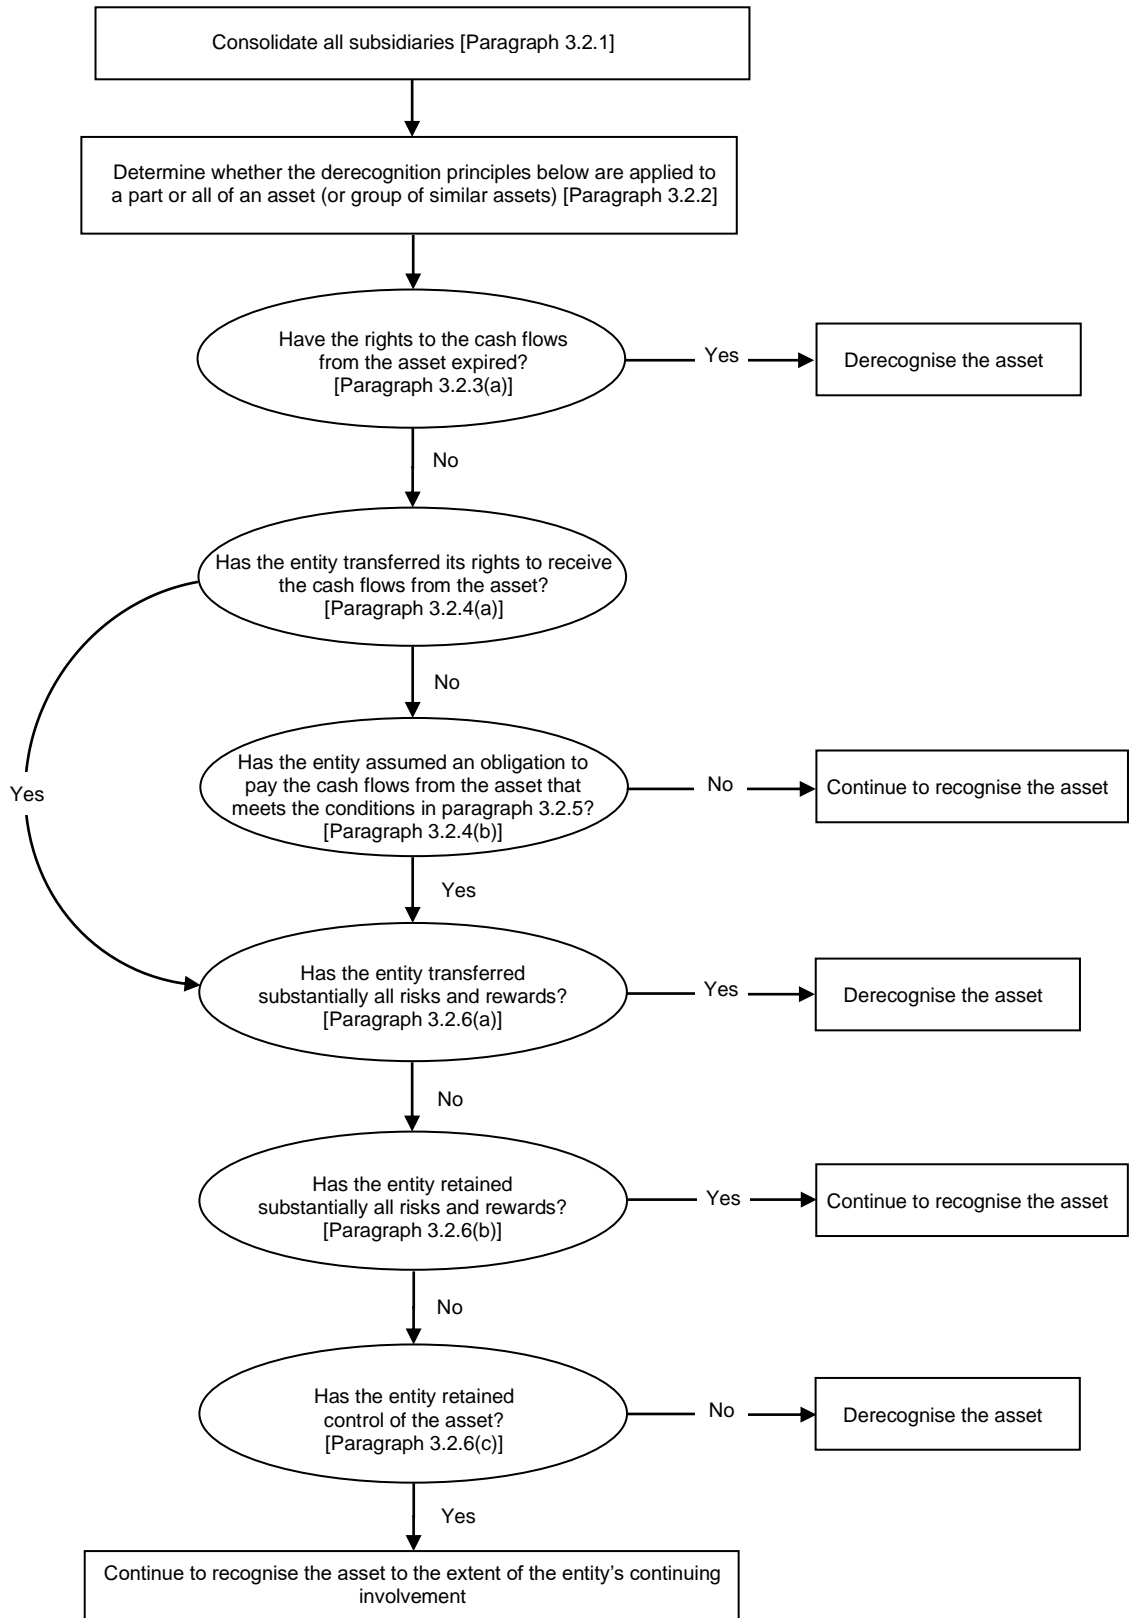 Consolidate all subsidiaries [Paragraph 3.2.1]
Determine whether the derecognition principles below are applied to
a part or all of an asset (or group of similar assets) [Paragraph 3.2.2]
Have the rights to the cash flows
from the asset expired?
[Paragraph 3.2.3(a)]
Yes
Derecognise the asset
No
Has the entity transferred its rights to receive
the cash flows from the asset?
[Paragraph 3.2.4(a)]
No
Yes
Has the entity assumed an obligation to
pay the cash flows from the asset that
meets the conditions in paragraph 3.2.5?
[Paragraph 3.2.4(b)]
No
Continue to recognise the asset
Yes
Has the entity transferred
substantially all risks and rewards?
[Paragraph 3.2.6(a)]
Yes
Derecognise the asset
No
Has the entity retained
substantially all risks and rewards?
[Paragraph 3.2.6(b)]
Yes
Continue to recognise the asset
No
Has the entity retained
control of the asset?
[Paragraph 3.2.6(c)]
No
Derecognise the asset
Yes
Continue to recognise the asset to the extent of the entity’s continuing
involvement